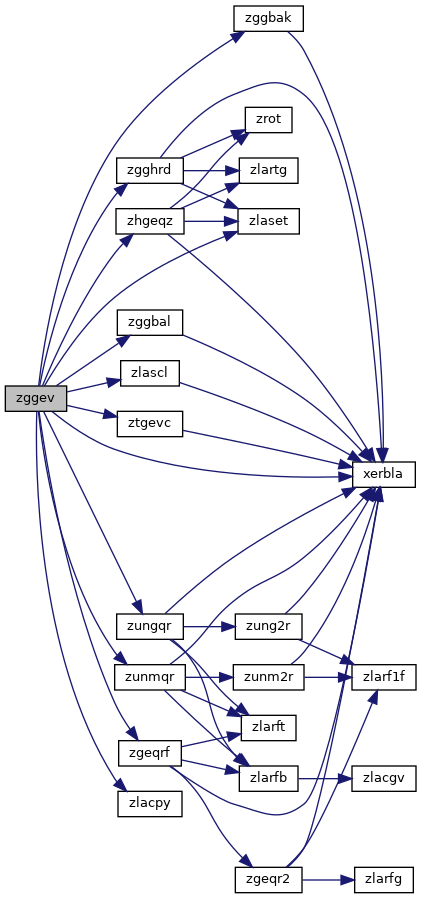 zggbak
zrot
zgghrd
zlartg
zhgeqz
zlaset
zggbal
zlascl
zggev
ztgevc
xerbla
zungqr
zung2r
zunmqr
zunm2r
zlarf1f
zlarft
zgeqrf
zlarfb
zlacgv
zlacpy
zgeqr2
zlarfg